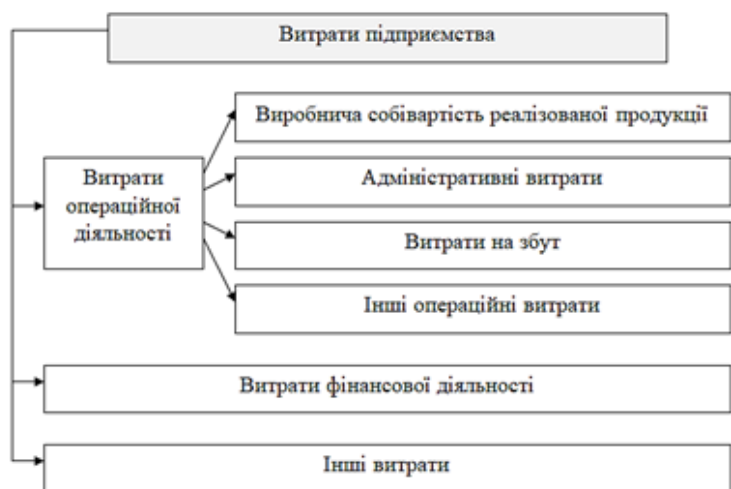 Витрати підприємства
Виробнича собівартість реалізованої продукції
Витрати
операційної
діяльності
Адміністративні витрати
Витрати на збут
Інші операційні витрати
Витрати фінансової діяльності
Інші витрати